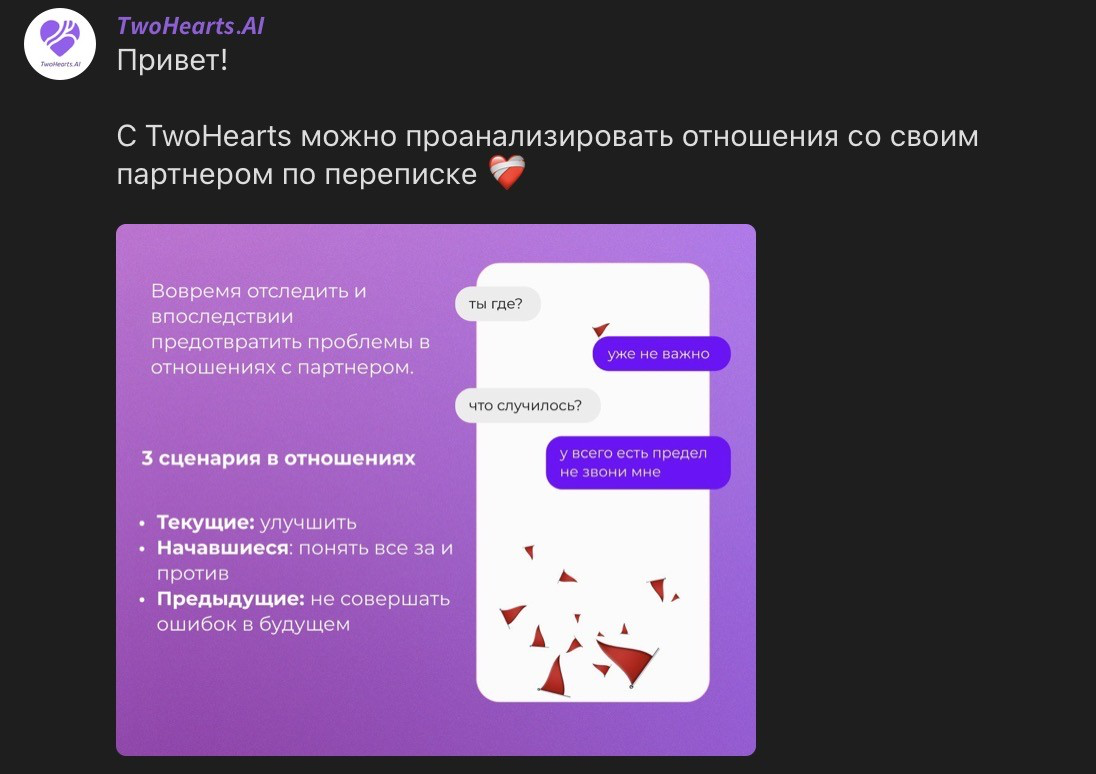 TwoHearts.AI
TwoHearts.AI
Привет!
С TwoHearts можно проанализировать отношения со своим
партнером по переписке
Вовремя отследить и
впоследствии
предотвратить проблемы в
отношениях с партнером.
3 сценария в отношениях
• Текущие: улучшить
• Начавшиеся: понять все за и
против
• Предыдущие: не совершать
ошибок в будущем
ты где?
уже не важно
что случилось?
у всего есть предел
не звони мне